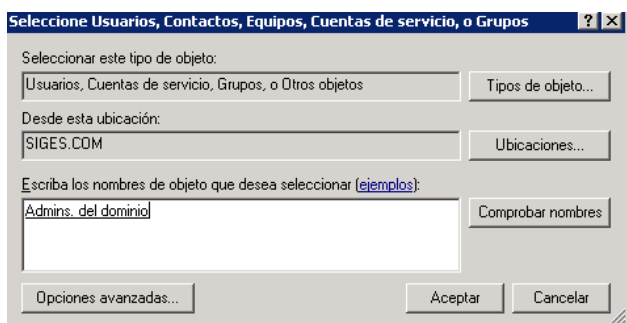 Seleccione Usuarios, Contactos, Equipos, Cuentas de servicio, o Grupos
Seleccionar este tipo de objeto:
Usuarios, Cuentas de servicio, Grupos, o Otros objetos
Tipos de objeto...
Desde esta ubicación:
SIGES.COM
Ubicaciones...
Escriba los nombres de objeto que desea seleccionar (ejemplos):
Admins. del dominio
Comprobar nombres
Opciones avanzadas...
Aceptar
Cancelar